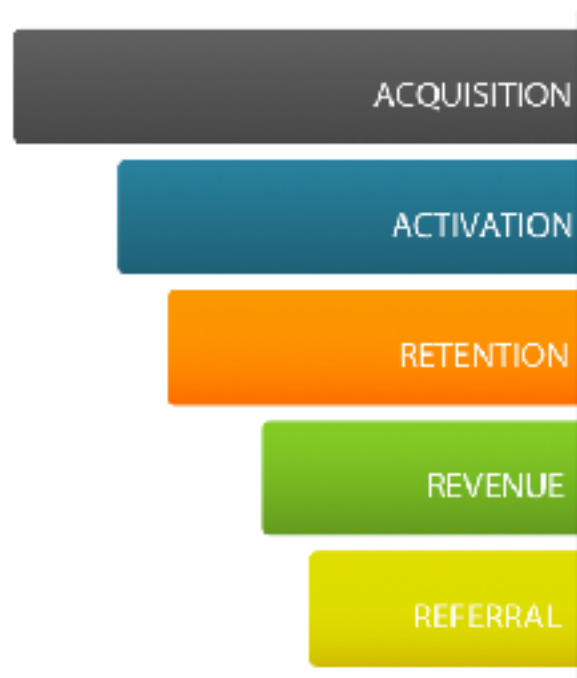 ACQUISITION
ACTIVATION
RETENTION
REVENUE
REFERRAL